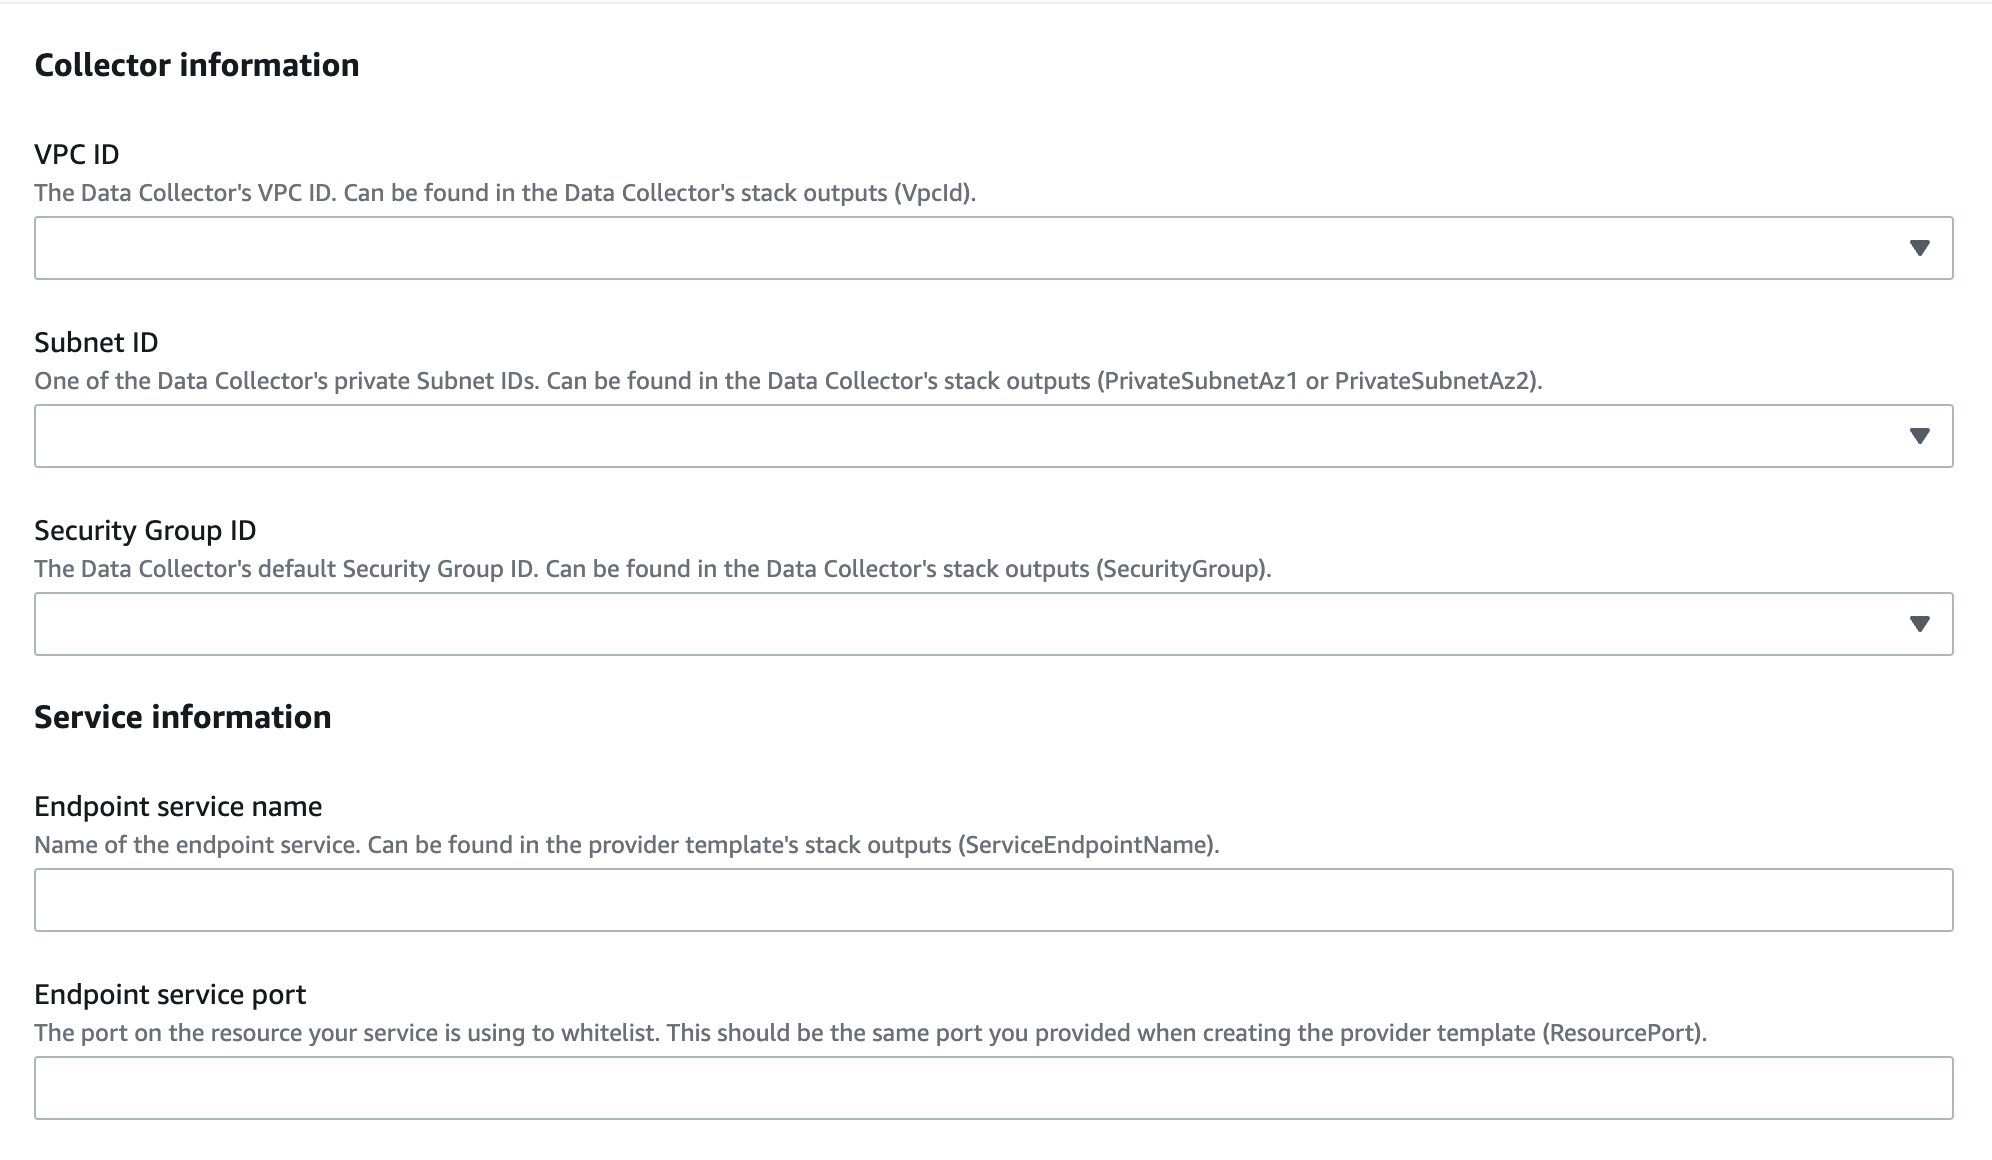 Collector information
VPC ID
The Data Collector's VPC ID. Can be found in the Data Collector's stack outputs (VpcId).
Subnet ID
One of the Data Collector's private Subnet IDs. Can be found in the Data Collector's stack outputs (PrivateSubnetAz1 or PrivateSubnetAz2).
Security Group ID
The Data Collector's default Security Group ID. Can be found in the Data Collector's stack outputs (SecurityGroup).
Service information
Endpoint service name
Name of the endpoint service. Can be found in the provider template's stack outputs (ServiceEndpointName).
Endpoint service port
The port on the resource your service is using to whitelist. This should be the same port you provided when creating the provider template (ResourcePort).